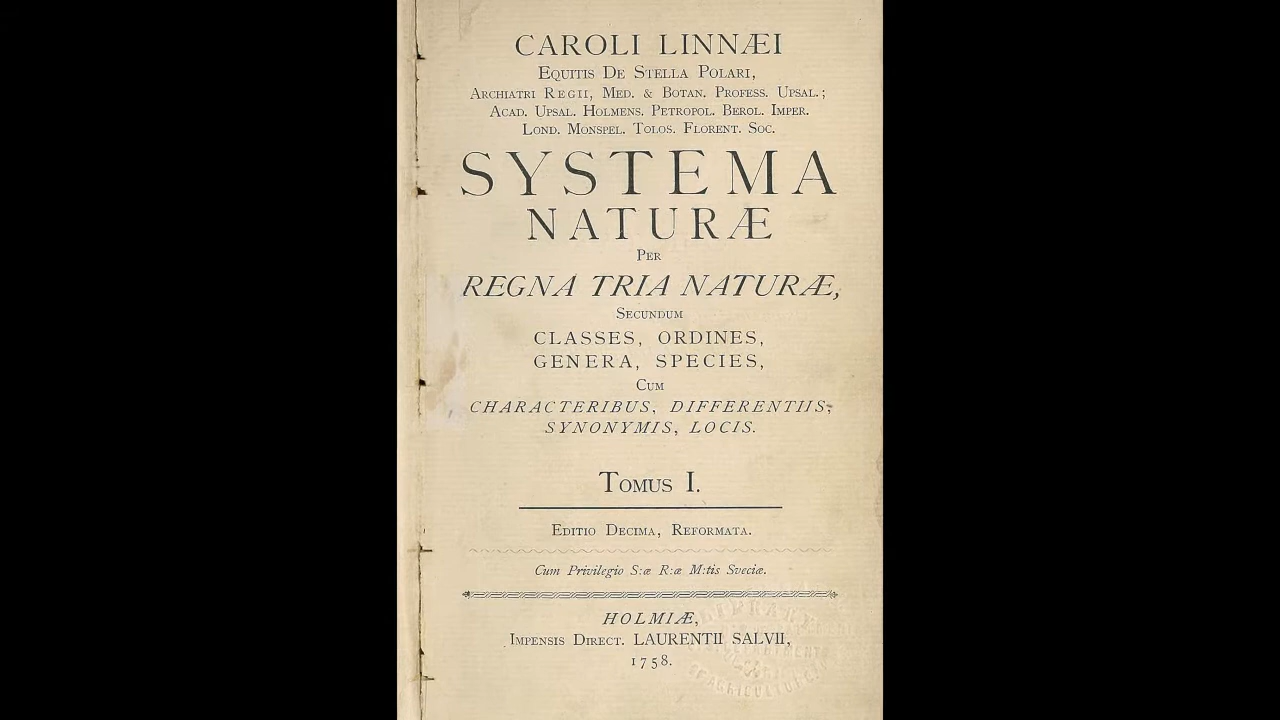 CAROLI LINNÆI
EQUITIS DE STELLA POLARI,
ARCHIATRI REGII, MED. & BOTAN. PROFESS. UPSAL.;
ACAD. UPSAL. HOLMENS. PETROPOL. BEROL. IMPER.
LOND. MONSPEL. TOLOS. FLORENT. SOC.
SYSTEMA
NATURÆ
PER
REGNA TRIA NATURÆ,
SECUNDUM
CLASSES, ORDINES,
GENERA, SPECIES,
CUM
CHARACTERIBUS, DIFFERENTIIS,
SYNONYMIS, LOCIS.
TOMUS I.
EDITIO DECIMA, REFORMATA.
Cum Privilegio S:æ R:æ M:tis Sveciæ.
HOLMIÆ,
IMPENSIS DIRECT. LAURENTII SALVII,
1758.